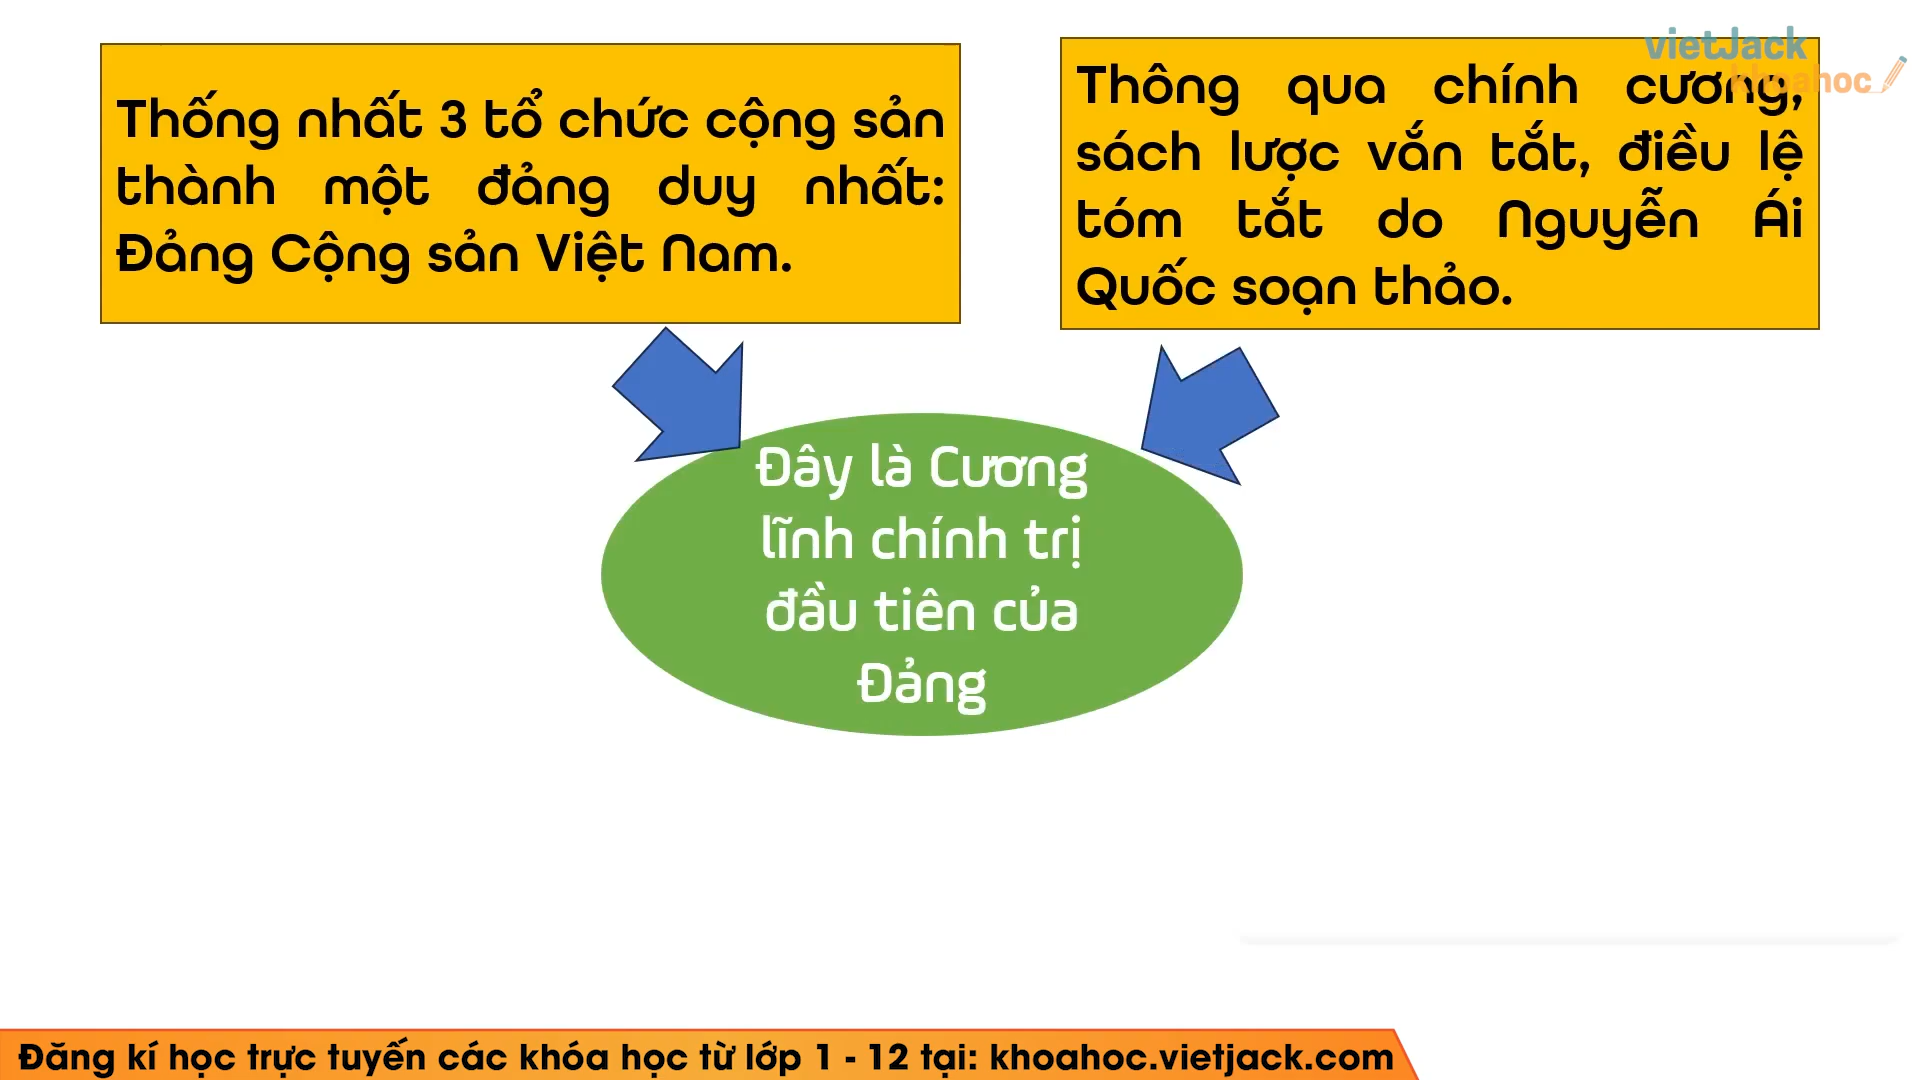 Thống nhất 3 tổ chức cộng sản
thành một đảng duy nhất:
Đảng Cộng sản Việt Nam.
vietJack
khoahoc
Thông qua chính cương,
sách lược vắn tắt, điều lệ
tóm tắt do Nguyễn Ái
Quốc soạn thảo.
Đây là Cương
lĩnh chính trị
đầu tiên của
Đảng
Đăng kí học trực tuyến các khóa học từ lớp 1 - 12 tại: khoahoc.vietjack.com